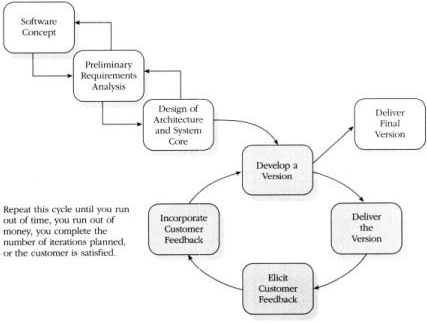 Software
Concept
Preliminary
Requirements
Analysis
Design of
Architecture
and System
Core
Deliver
Final
Version
Develop a
Version
Repeat this cycle until you run
out of time, you run out of
money, you complete the
number of iterations planned,
or the customer is satisfied.
Incorporate
Customer
Feedback
Deliver
the
Version
Elicit
Customer
Feedback